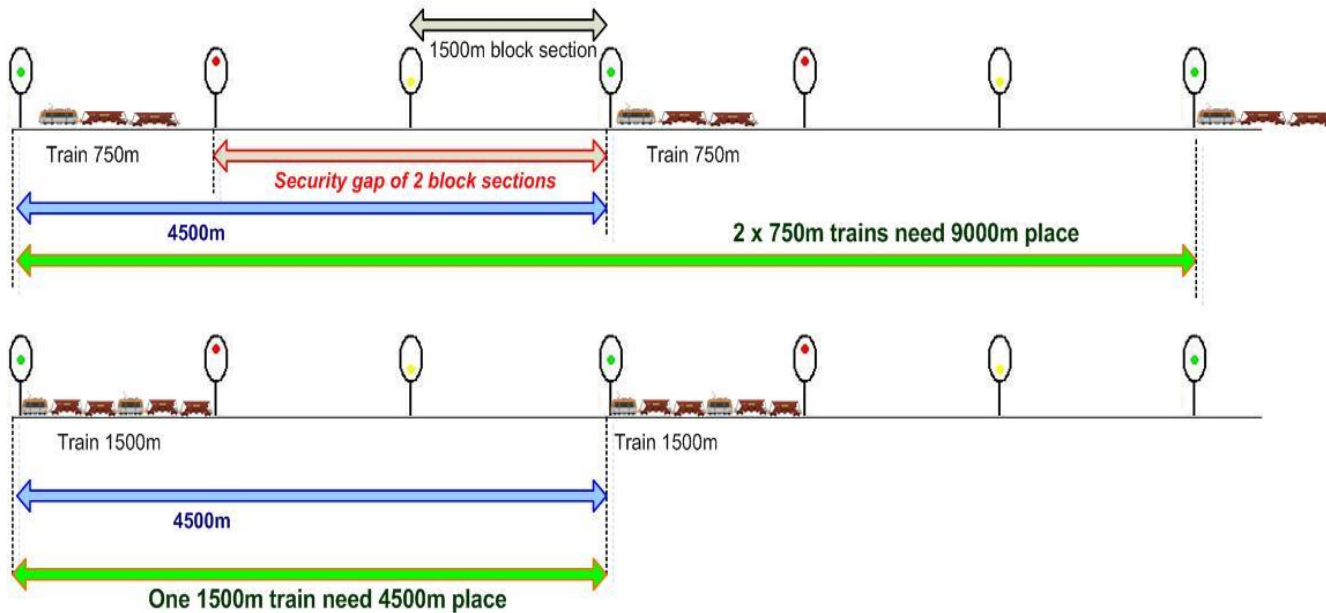 1500m block section
Train 750m
Train 750m
Security gap of 2 block sections
4500m
2 x 750m trains need 9000m place
Train 1500m
Train 1500m
4500m
One 1500m train need 4500m place